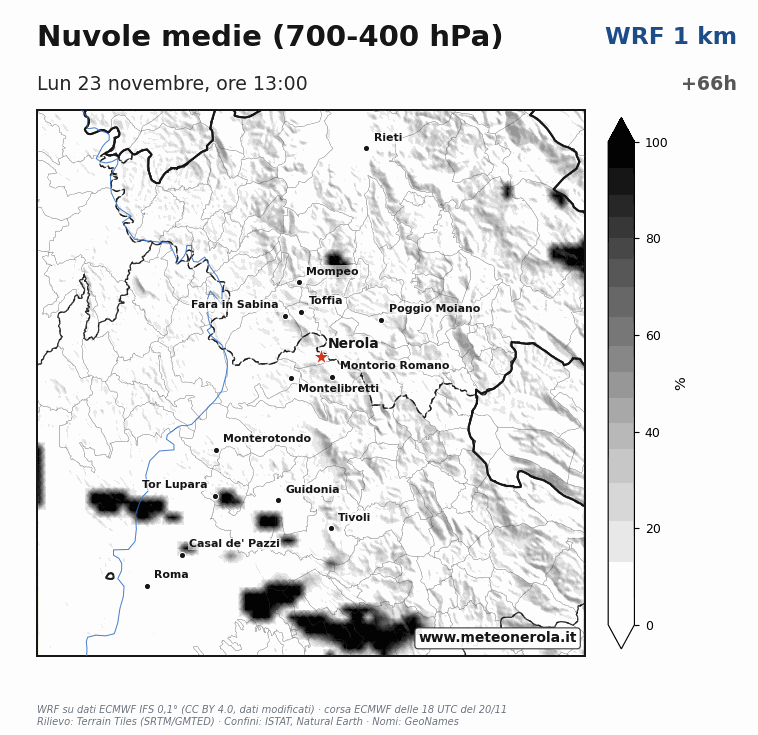 Nuvole medie (700-400 hPa)
WRF 1 km
Lun 23 novembre, ore 13:00
+66h
Rieti
Mompeo
Fara in Sabina
Toffia
Poggio Moiano
Nerola
Montorio Romano
Montelibretti
Monterotondo
Tor Lupara
Guidonia
Tivoli
Casal de' Pazzi
Roma
www.meteonerola.it
100
80
60
40
20
0
%
WRF su dati ECMWF IFS 0,1° (CC BY 4.0, dati modificati) · corsa ECMWF delle 18 UTC del 20/11
Rilievo: Terrain Tiles (SRTM/GMTED) · Confini: ISTAT, Natural Earth · Nomi: GeoNames